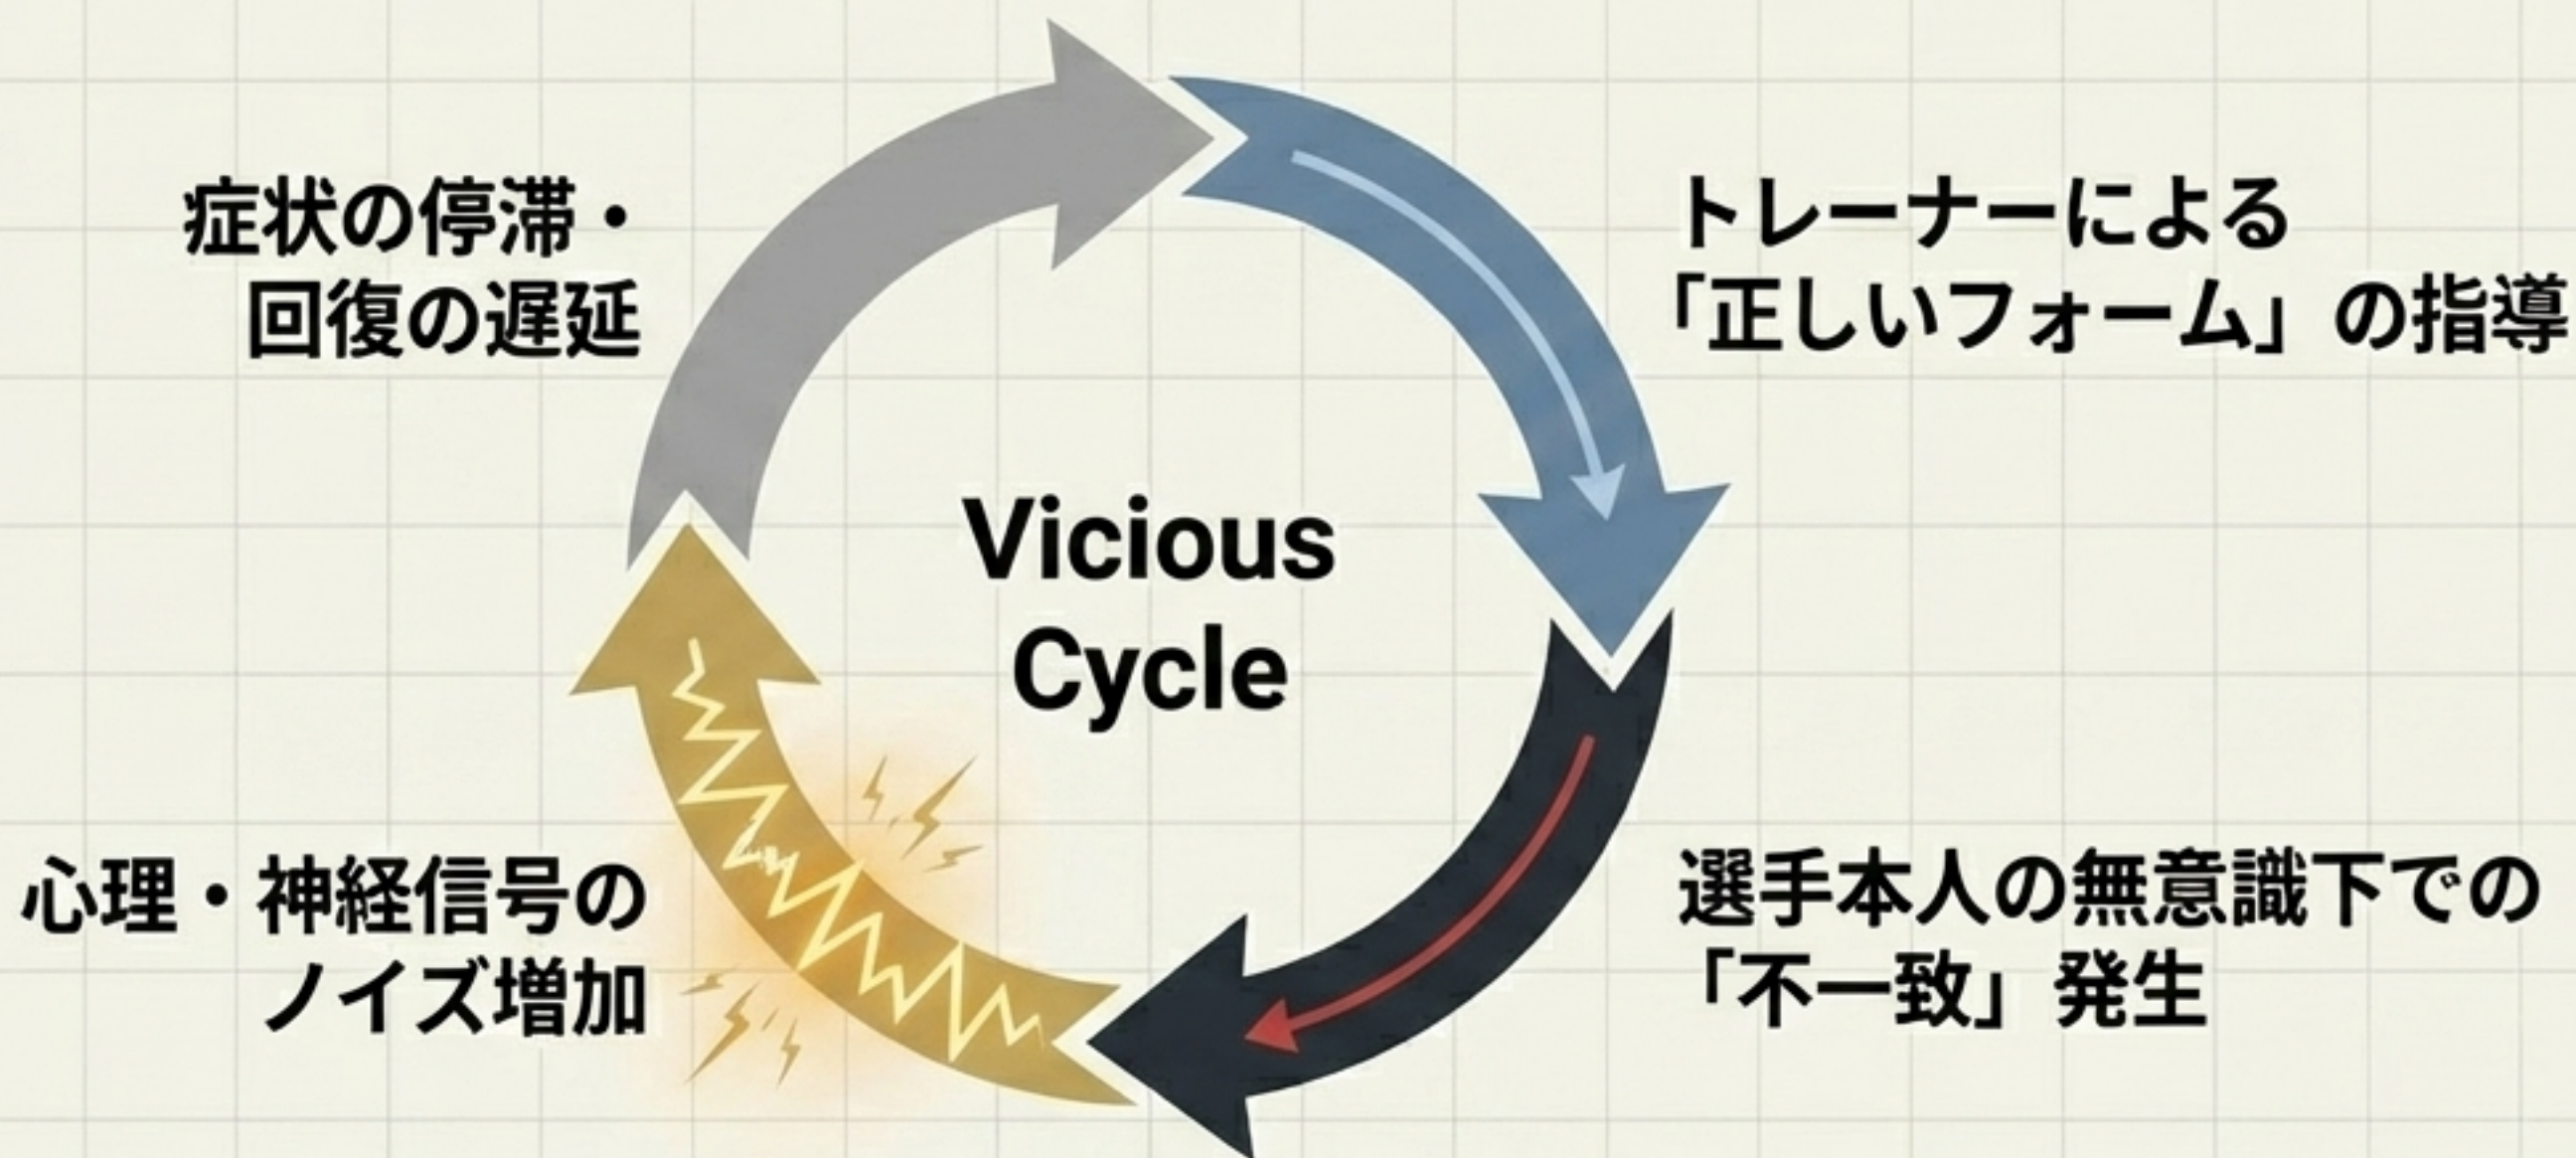 症状の停滞・
回復の遅延
トレーナーによる
「正しいフォーム」の指導
Vicious
Cycle
心理・神経信号の
ノイズ増加
選手本人の無意識下での
「不一致」発生